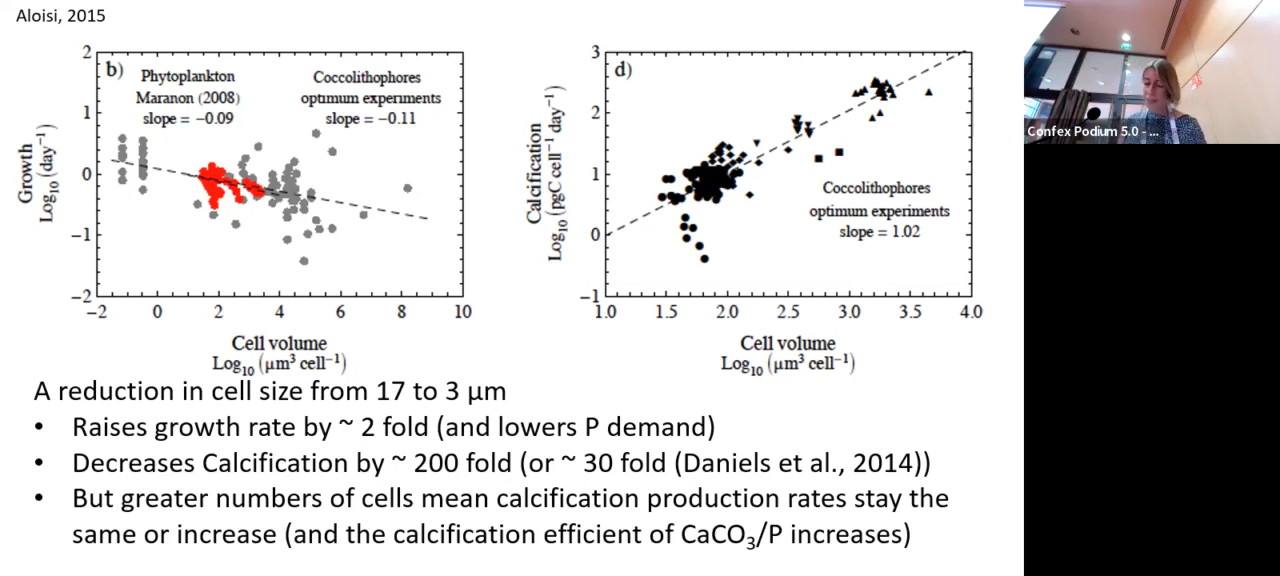 Aloisi, 2015
b)
Phytoplankton
Maranon (2008)
slope = −0.09
Coccolithophores
optimum experiments
slope = −0.11
2
1
0
−1
−2
Growth
Log₁₀ (day⁻¹)
−2 0 2 4 6 8 10
Cell volume
Log₁₀ (μm³ cell⁻¹)
d)
Coccolithophores
optimum experiments
slope = 1.02
3
2
1
0
−1
Calcification
Log₁₀ (pgC cell⁻¹ day⁻¹)
1.0 1.5 2.0 2.5 3.0 3.5 4.0
Cell volume
Log₁₀ (μm³ cell⁻¹)
A reduction in cell size from 17 to 3 μm
• Raises growth rate by ~ 2 fold (and lowers P demand)
• Decreases Calcification by ~ 200 fold (or ~ 30 fold (Daniels et al., 2014))
• But greater numbers of cells mean calcification production rates stay the
same or increase (and the calcification efficient of CaCO₃/P increases)
Confex Podium 5.0 - ...